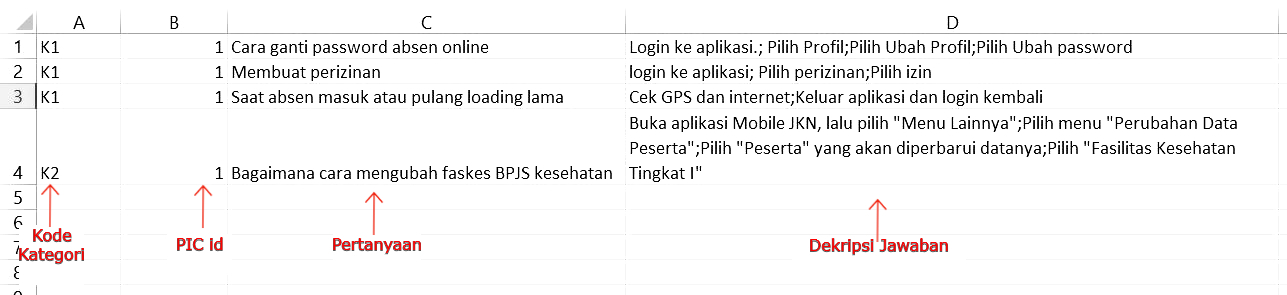 A B C D
1 K1 1 Cara ganti password absen online Login ke aplikasi.; Pilih Profil;Pilih Ubah Profil;Pilih Ubah password
2 K1 1 Membuat perizinan login ke aplikasi; Pilih perizinan;Pilih izin
3 K1 1 Saat absen masuk atau pulang loading lama Cek GPS dan internet;Keluar aplikasi dan login kembali
Buka aplikasi Mobile JKN, lalu pilih "Menu Lainnya";Pilih menu "Perubahan Data
Peserta";Pilih "Peserta" yang akan diperbarui datanya;Pilih "Fasilitas Kesehatan
4 K2 1 Bagaimana cara mengubah faskes BPJS kesehatan Tingkat I"
5
6
Kode
Kategori PIC id Pertanyaan Dekripsi Jawaban
8